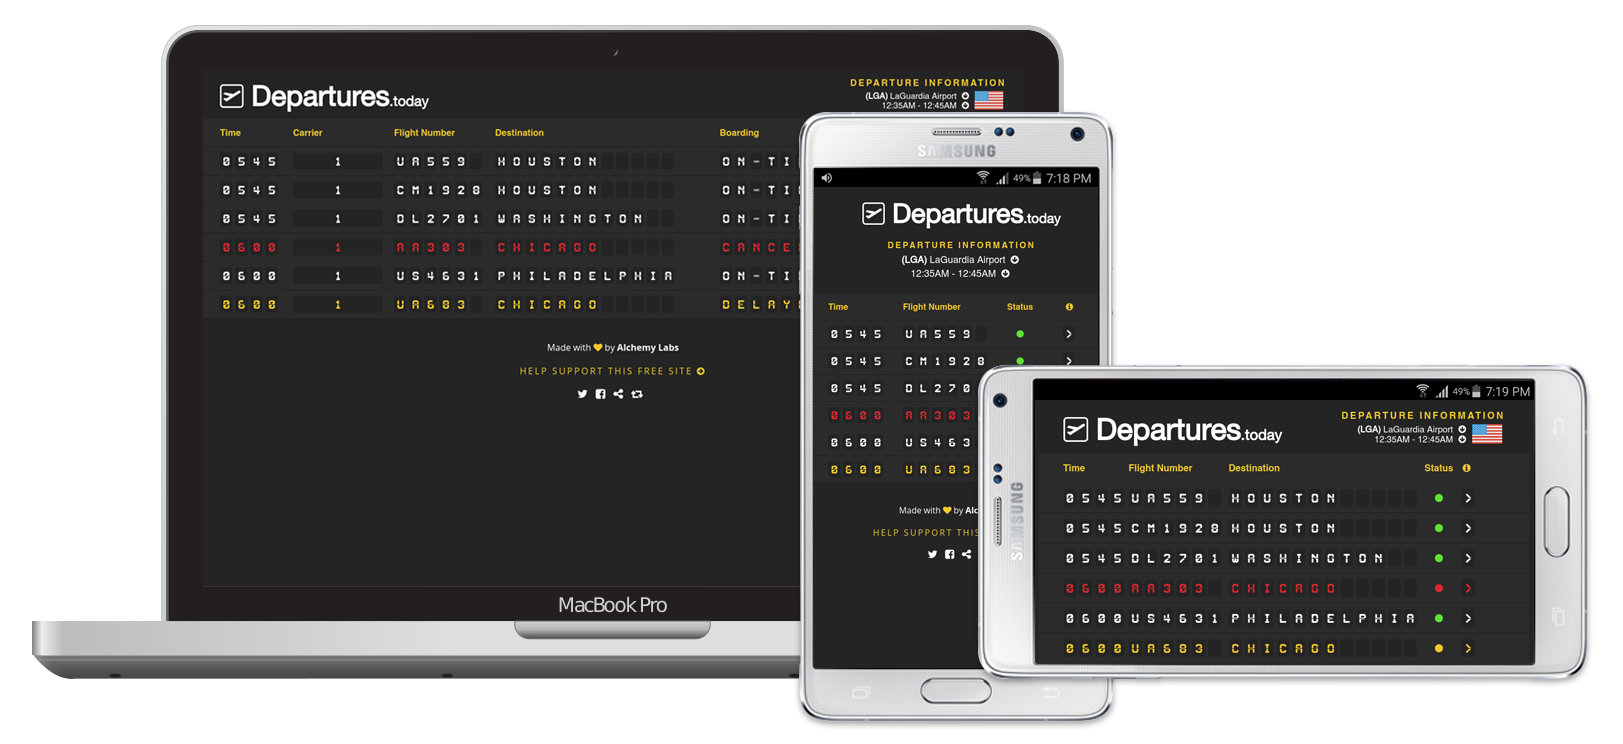 Departures.today
DEPARTURE INFORMATION
(LGA) LaGuardia Airport
12:35AM - 12:45AM
Time Carrier Flight Number Destination Boarding
0545 1 UA559 HOUSTON ON-TI
0545 1 CM1928 HOUSTON ON-TI
0545 1 DL2701 WASHINGTON ON-TI
0600 1 AA303 CHICAGO CANCE
0600 1 US4631 PHILADELPHIA ON-TI
0600 1 UA683 CHICAGO DELAY
Made with by Alchemy Labs
HELP SUPPORT THIS FREE SITE
MacBook Pro
SAMSUNG
49% 7:18 PM
Departures.today
DEPARTURE INFORMATION
(LGA) LaGuardia Airport
12:35AM - 12:45AM
Time Flight Number Status
0545 UA559
0545 CM1928
0545 DL270
0600 AA303
0600 US463
0600 UA683
Made with by Alc
HELP SUPPORT THIS
SAMSUNG
49% 7:19 PM
Departures.today
DEPARTURE INFORMATION
(LGA) LaGuardia Airport
12:35AM - 12:45AM
Time Flight Number Destination Status
0545 UA559 HOUSTON
0545 CM1928 HOUSTON
0545 DL2701 WASHINGTON
0600 AA303 CHICAGO
0600 US4631 PHILADELPHIA
0600 UA683 CHICAGO